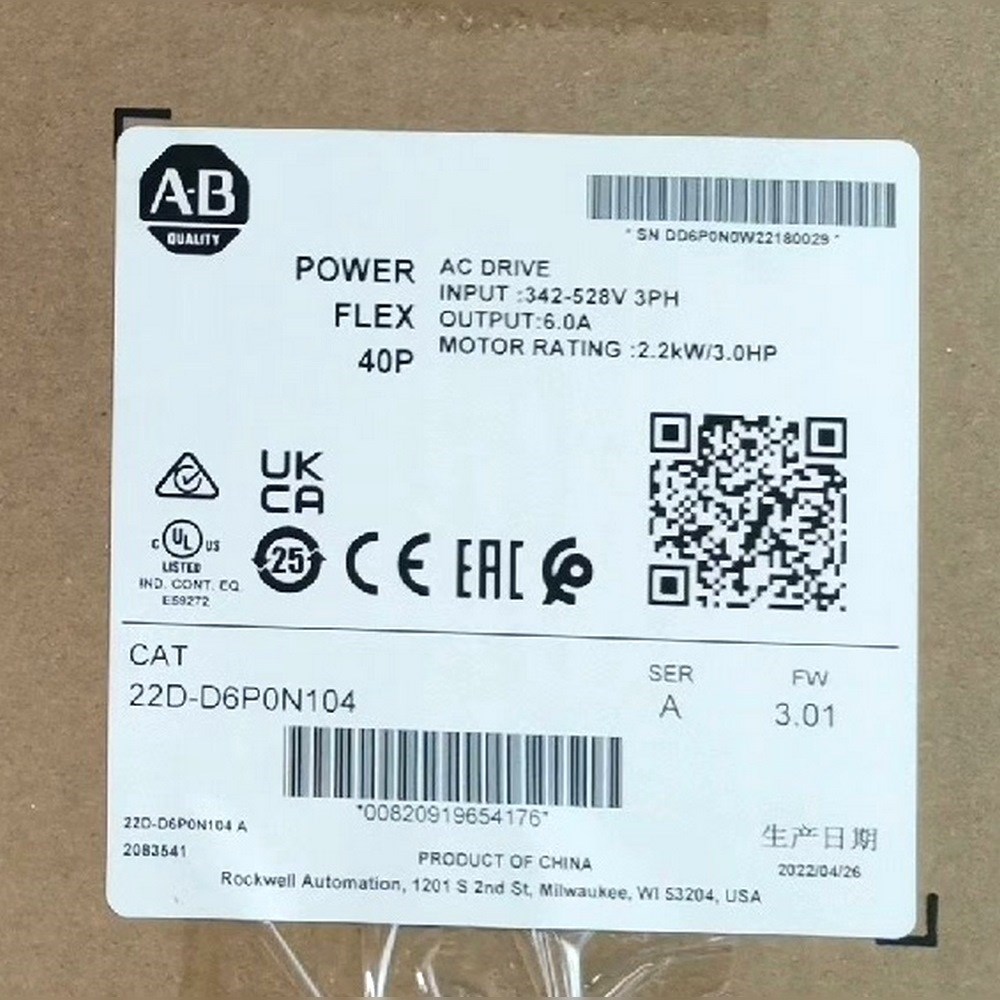 A-B
QUALITY
* SN DD6P0N0W22180029 *
POWER
FLEX
40P
AC DRIVE
INPUT :342-528V 3PH
OUTPUT:6.0A
MOTOR RATING :2.2kW/3.0HP
UK
CA
C UL US
LISTED
IND. CONT. EQ.
E59272
25
CE
EAC
CAT
22D-D6P0N104
SER
A
FW
3.01
*00820919654176*
22D-D6P0N104 A
2083541
生产日期
2022/04/26
PRODUCT OF CHINA
Rockwell Automation, 1201 S 2nd St, Milwaukee, WI 53204, USA